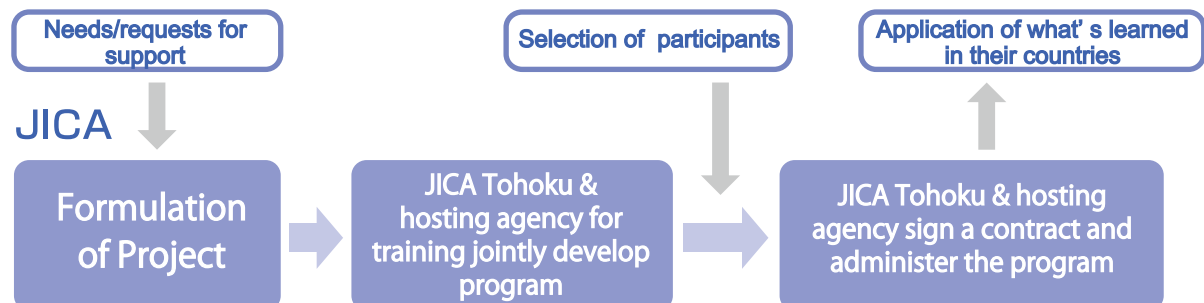 Needs/requests for
support
Selection of participants
Application of what's learned
in their countries
JICA
Formulation
of Project
JICA Tohoku &
hosting agency for
training jointly develop
program
JICA Tohoku & hosting
agency sign a contract and
administer the program